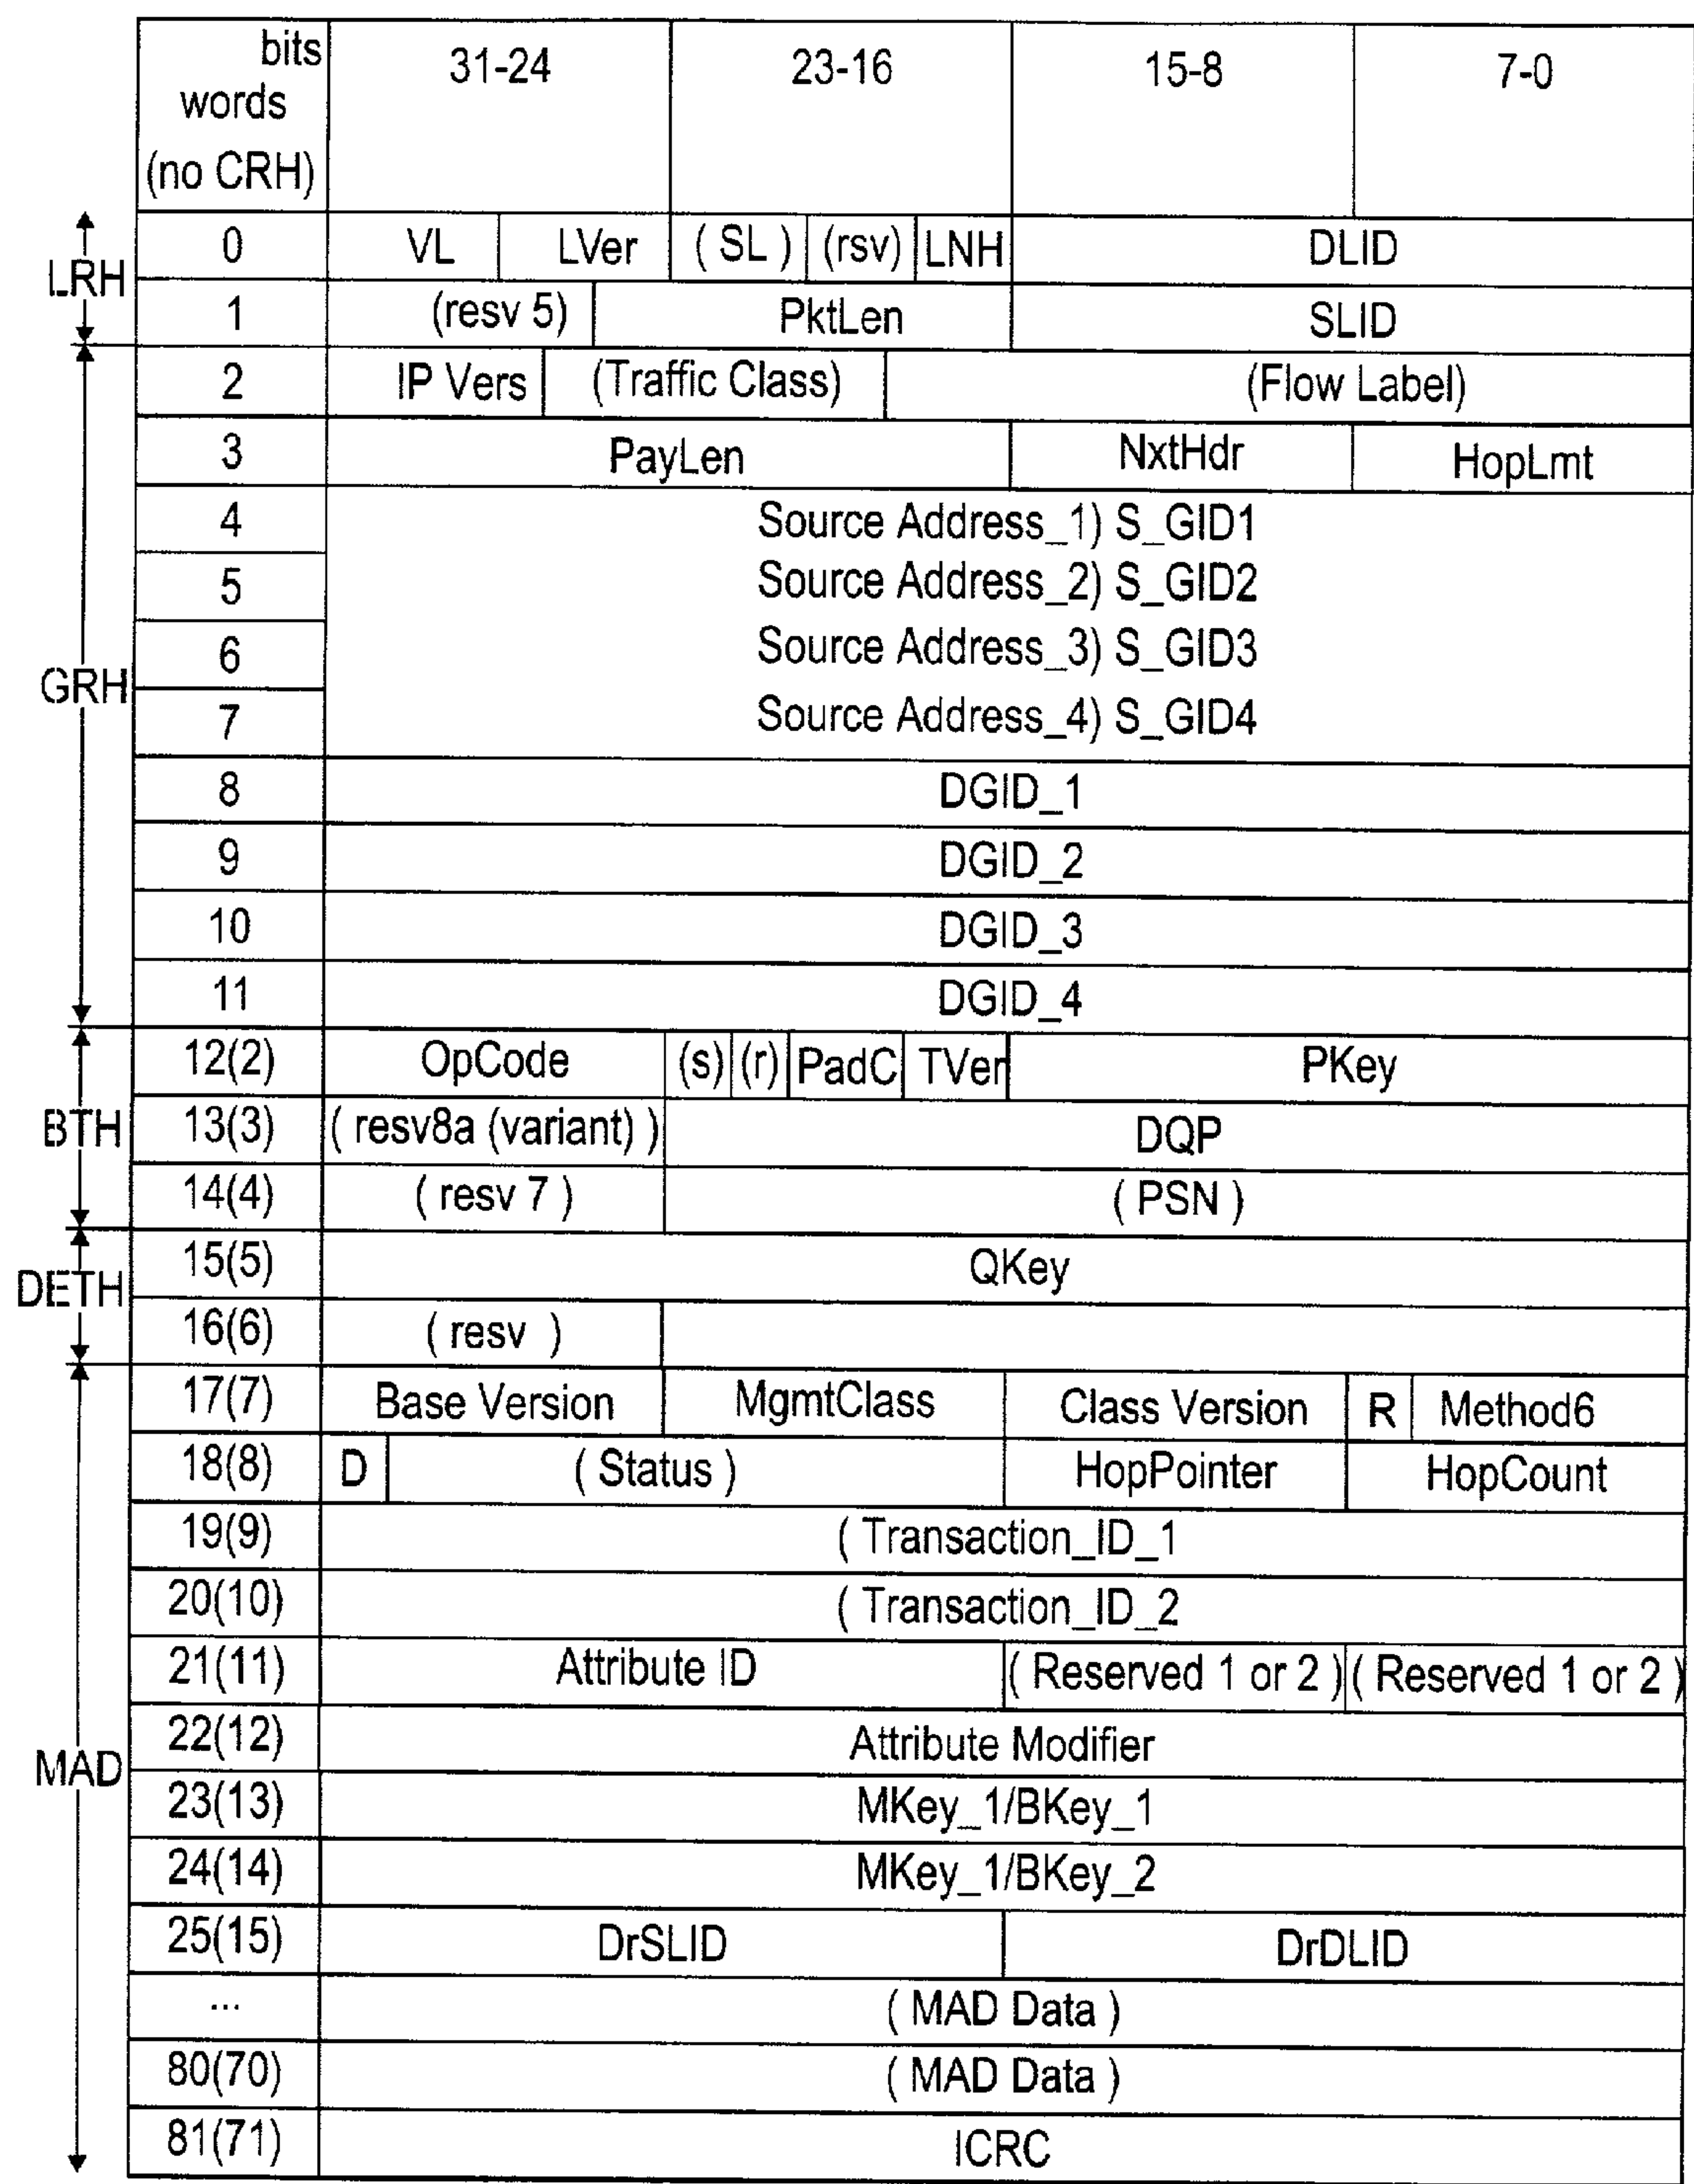 bits
words
(no CRH)
31-24 23-16 15-8 7-0
LRH
0 VL LVer ( SL ) (rsv) LNH DLID
1 (resv 5) PktLen SLID
GRH
2 IP Vers (Traffic Class) (Flow Label)
3 PayLen NxtHdr HopLmt
4 Source Address_1) S_GID1
5 Source Address_2) S_GID2
6 Source Address_3) S_GID3
7 Source Address_4) S_GID4
8 DGID_1
9 DGID_2
10 DGID_3
11 DGID_4
BTH
12(2) OpCode (s) (r) PadC TVer PKey
13(3) ( resv8a (variant) ) DQP
14(4) ( resv 7 ) ( PSN )
DETH
15(5) QKey
16(6) ( resv )
MAD
17(7) Base Version MgmtClass Class Version R Method6
18(8) D ( Status ) HopPointer HopCount
19(9) ( Transaction_ID_1
20(10) ( Transaction_ID_2
21(11) Attribute ID ( Reserved 1 or 2 ) ( Reserved 1 or 2 )
22(12) Attribute Modifier
23(13) MKey_1/BKey_1
24(14) MKey_1/BKey_2
25(15) DrSLID DrDLID
... ( MAD Data )
80(70) ( MAD Data )
81(71) ICRC